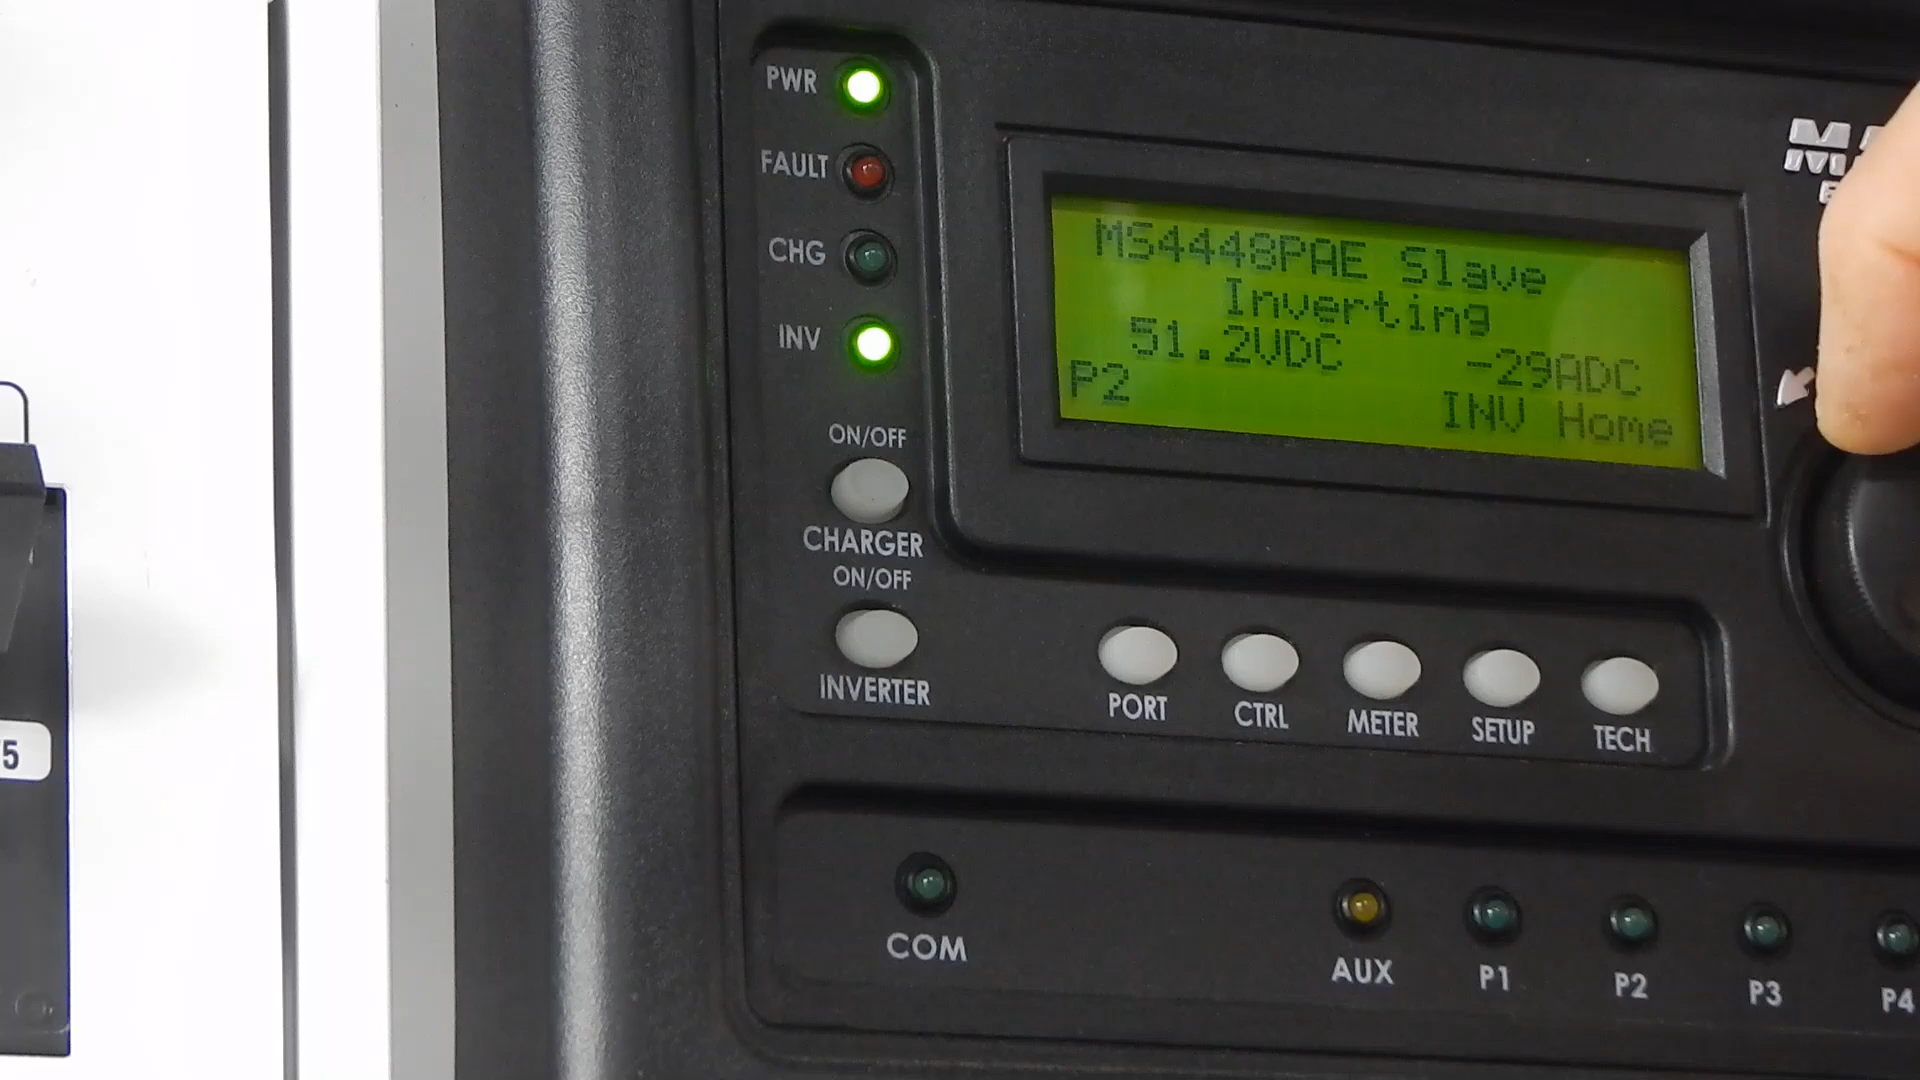 PWR
FAULT
CHG
INV
MS4448PAE Slave
Inverting
51.2VDC -29ADC
P2 INV Home
ON/OFF
CHARGER
ON/OFF
INVERTER
PORT CTRL METER SETUP TECH
5
COM AUX P1 P2 P3 P4